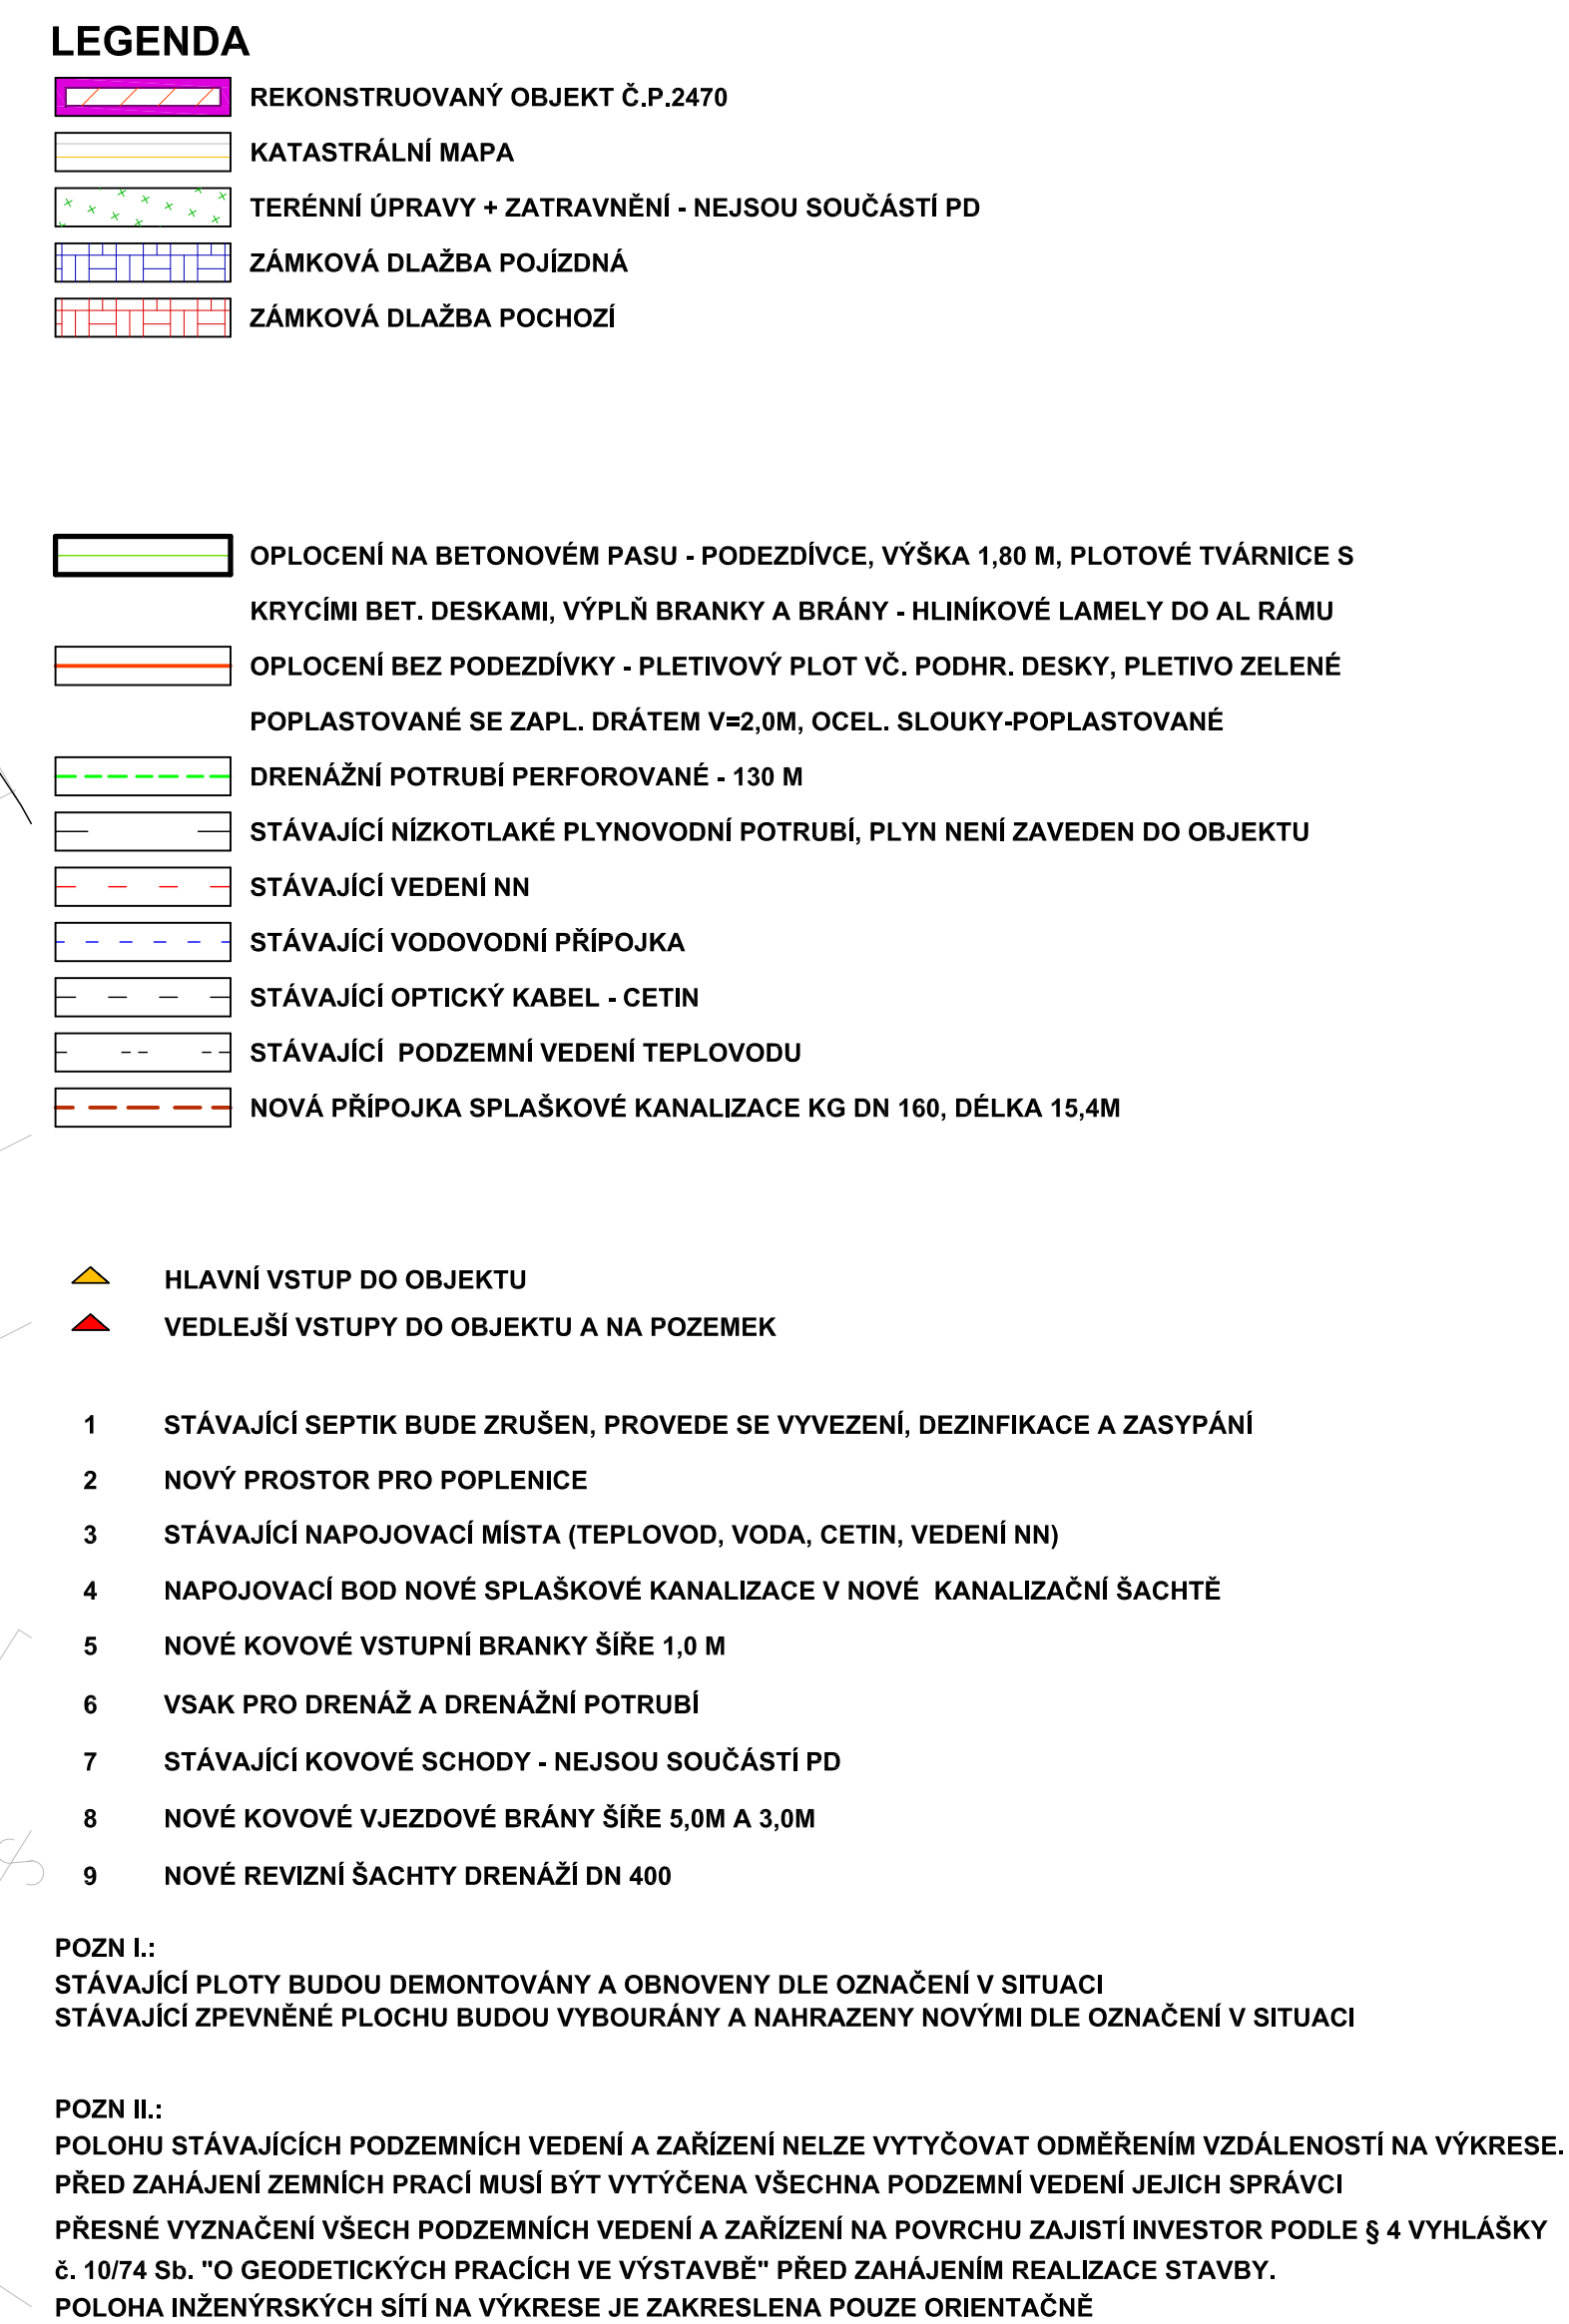 LEGENDA
REKONSTRUOVANÝ OBJEKT Č.P.2470
KATASTRÁLNÍ MAPA
TERÉNNÍ ÚPRAVY + ZATRAVNĚNÍ - NEJSOU SOUČÁSTÍ PD
ZÁMKOVÁ DLAŽBA POJÍZDNÁ
ZÁMKOVÁ DLAŽBA POCHOZÍ
OPLOCENÍ NA BETONOVÉM PASU - PODEZDÍVCE, VÝŠKA 1,80 M, PLOTOVÉ TVÁRNICE S
KRYCÍMI BET. DESKAMI, VÝPLŇ BRANKY A BRÁNY - HLINÍKOVÉ LAMELY DO AL RÁMU
OPLOCENÍ BEZ PODEZDÍVKY - PLETIVOVÝ PLOT VČ. PODHR. DESKY, PLETIVO ZELENÉ
POPLASTOVANÉ SE ZAPL. DRÁTEM V=2,0M, OCEL. SLOUKY-POPLASTOVANÉ
DRENÁŽNÍ POTRUBÍ PERFOROVANÉ - 130 M
STÁVAJÍCÍ NÍZKOTLAKÉ PLYNOVODNÍ POTRUBÍ, PLYN NENÍ ZAVEDEN DO OBJEKTU
STÁVAJÍCÍ VEDENÍ NN
STÁVAJÍCÍ VODOVODNÍ PŘÍPOJKA
STÁVAJÍCÍ OPTICKÝ KABEL - CETIN
STÁVAJÍCÍ  PODZEMNÍ VEDENÍ TEPLOVODU
NOVÁ PŘÍPOJKA SPLAŠKOVÉ KANALIZACE KG DN 160, DÉLKA 15,4M
HLAVNÍ VSTUP DO OBJEKTU
VEDLEJŠÍ VSTUPY DO OBJEKTU A NA POZEMEK
1 STÁVAJÍCÍ SEPTIK BUDE ZRUŠEN, PROVEDE SE VYVEZENÍ, DEZINFIKACE A ZASYPÁNÍ
2 NOVÝ PROSTOR PRO POPLENICE
3 STÁVAJÍCÍ NAPOJOVACÍ MÍSTA (TEPLOVOD, VODA, CETIN, VEDENÍ NN)
4 NAPOJOVACÍ BOD NOVÉ SPLAŠKOVÉ KANALIZACE V NOVÉ  KANALIZAČNÍ ŠACHTĚ
5 NOVÉ KOVOVÉ VSTUPNÍ BRANKY ŠÍŘE 1,0 M
6 VSAK PRO DRENÁŽ A DRENÁŽNÍ POTRUBÍ
7 STÁVAJÍCÍ KOVOVÉ SCHODY - NEJSOU SOUČÁSTÍ PD
8 NOVÉ KOVOVÉ VJEZDOVÉ BRÁNY ŠÍŘE 5,0M A 3,0M
9 NOVÉ REVIZNÍ ŠACHTY DRENÁŽÍ DN 400
POZN I.:
STÁVAJÍCÍ PLOTY BUDOU DEMONTOVÁNY A OBNOVENY DLE OZNAČENÍ V SITUACI
STÁVAJÍCÍ ZPEVNĚNÉ PLOCHU BUDOU VYBOURÁNY A NAHRAZENY NOVÝMI DLE OZNAČENÍ V SITUACI
POZN II.:
POLOHU STÁVAJÍCÍCH PODZEMNÍCH VEDENÍ A ZAŘÍZENÍ NELZE VYTYČOVAT ODMĚŘENÍM VZDÁLENOSTÍ NA VÝKRESE.
PŘED ZAHÁJENÍ ZEMNÍCH PRACÍ MUSÍ BÝT VYTÝČENA VŠECHNA PODZEMNÍ VEDENÍ JEJICH SPRÁVCI
PŘESNÉ VYZNAČENÍ VŠECH PODZEMNÍCH VEDENÍ A ZAŘÍZENÍ NA POVRCHU ZAJISTÍ INVESTOR PODLE § 4 VYHLÁŠKY
č. 10/74 Sb. "O GEODETICKÝCH PRACÍCH VE VÝSTAVBĚ" PŘED ZAHÁJENÍM REALIZACE STAVBY.
POLOHA INŽENÝRSKÝCH SÍTÍ NA VÝKRESE JE ZAKRESLENA POUZE ORIENTAČNĚ